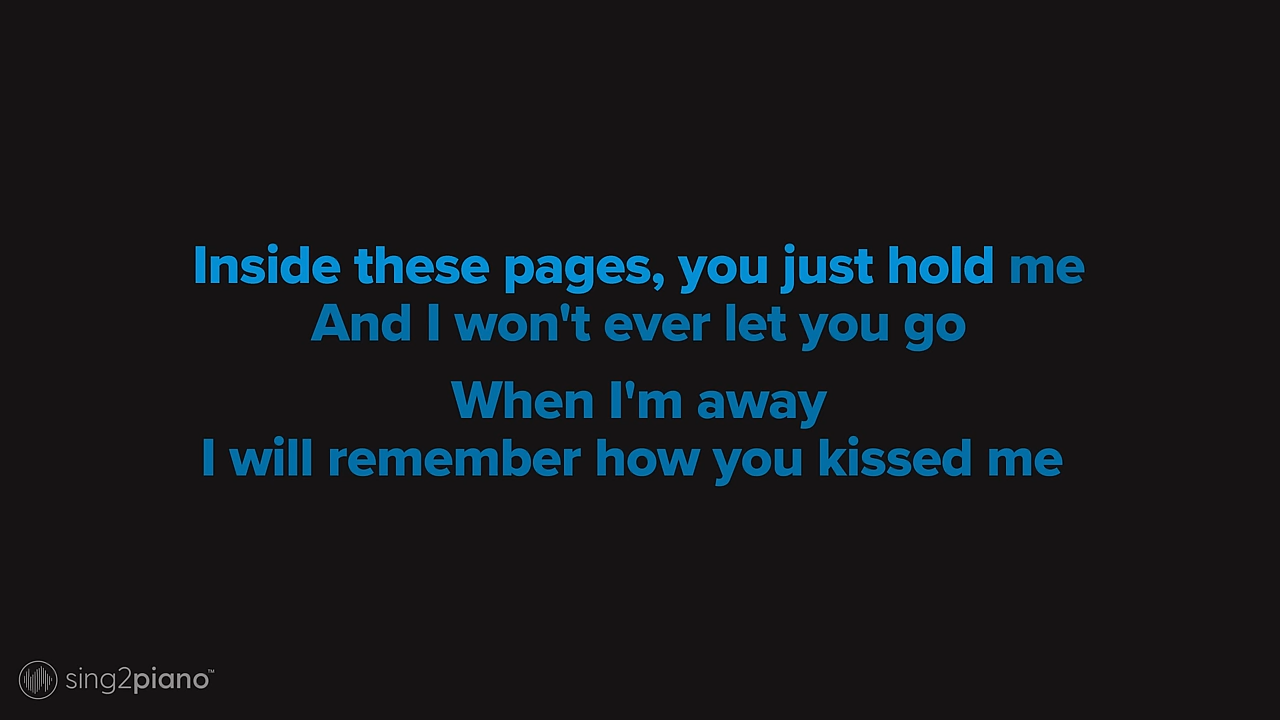 Inside these pages, you just hold me
And I won't ever let you go
When I'm away
I will remember how you kissed me
sing2piano™